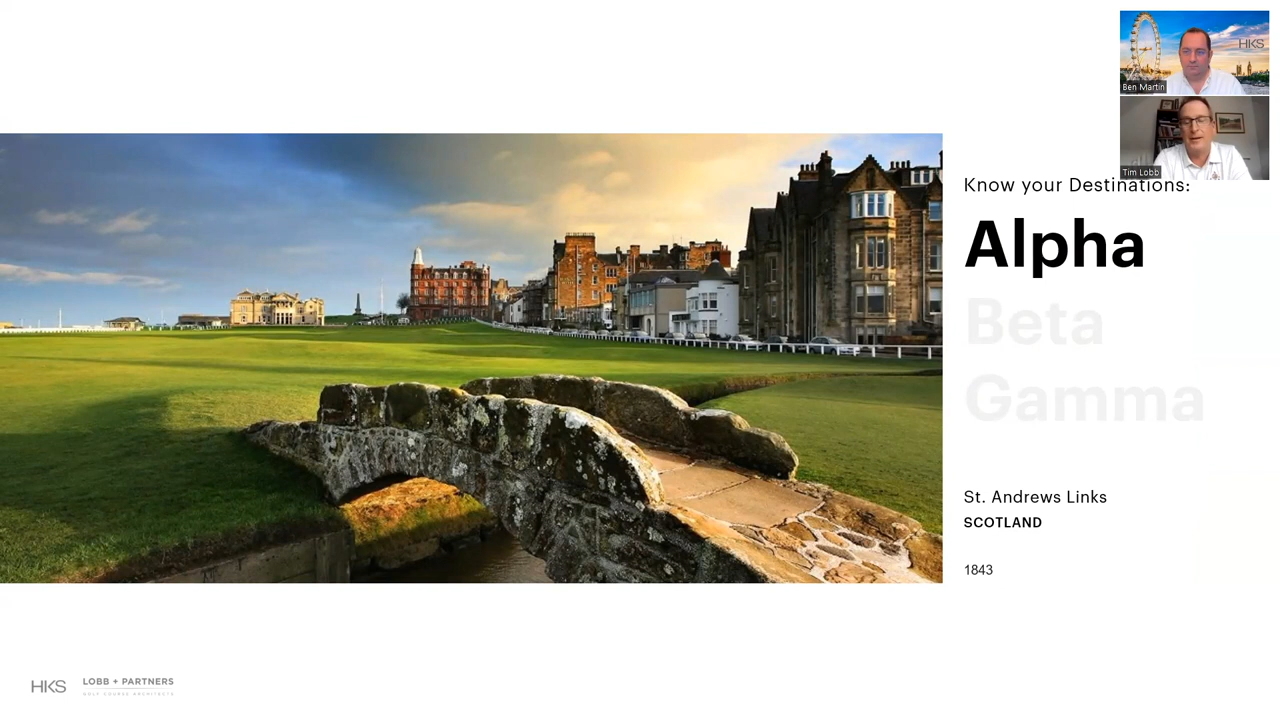 HKS
Ben Martin
Tim Lobb
Know your Destinations:
Alpha
Beta
Gamma
St. Andrews Links
SCOTLAND
1843
HKS
LOBB + PARTNERS
GOLF COURSE ARCHITECTS